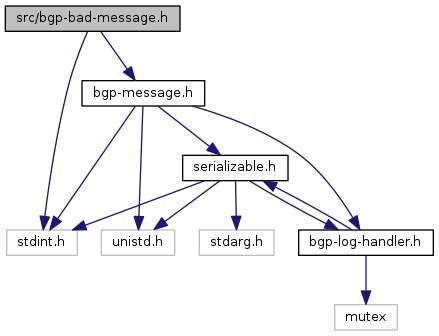 src/bgp-bad-message.h
bgp-message.h
serializable.h
stdint.h
unistd.h
stdarg.h
bgp-log-handler.h
mutex